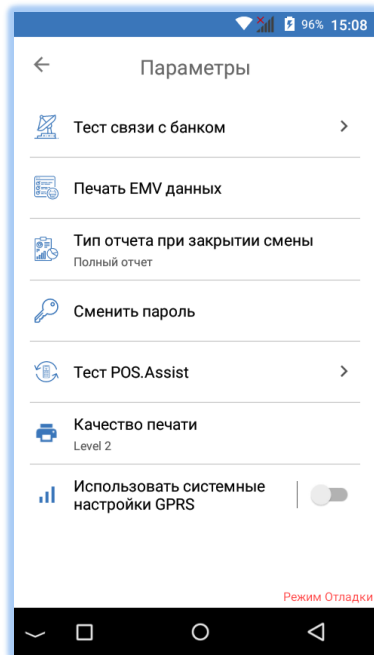 96% 15:08
Параметры
Тест связи с банком
Печать EMV данных
Тип отчета при закрытии смены
Полный отчет
Сменить пароль
Тест POS.Assist
Качество печати
Level 2
Использовать системные
настройки GPRS
Режим Отладки